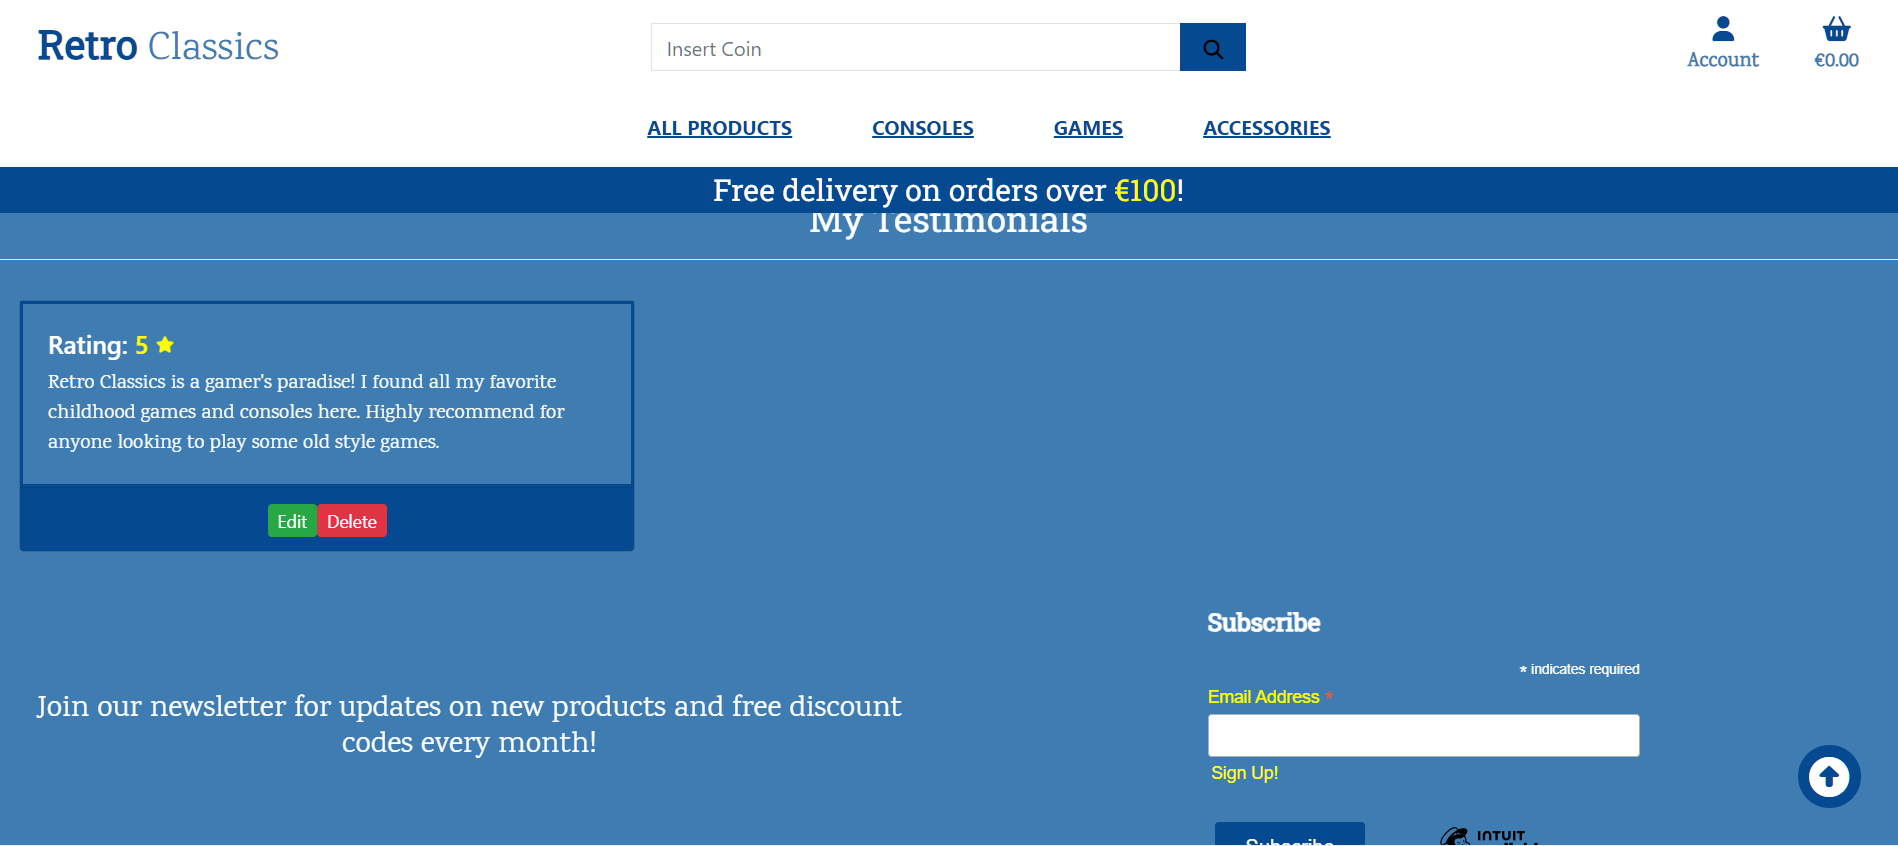 Retro Classics
Insert Coin
Account
€0.00
ALL PRODUCTS
CONSOLES
GAMES
ACCESSORIES
Free delivery on orders over €100!
My Testimonials
Rating: 5
Retro Classics is a gamer's paradise! I found all my favorite
childhood games and consoles here. Highly recommend for
anyone looking to play some old style games.
Edit
Delete
Join our newsletter for updates on new products and free discount
codes every month!
Subscribe
* indicates required
Email Address *
Sign Up!
Subscribe
INTUIT